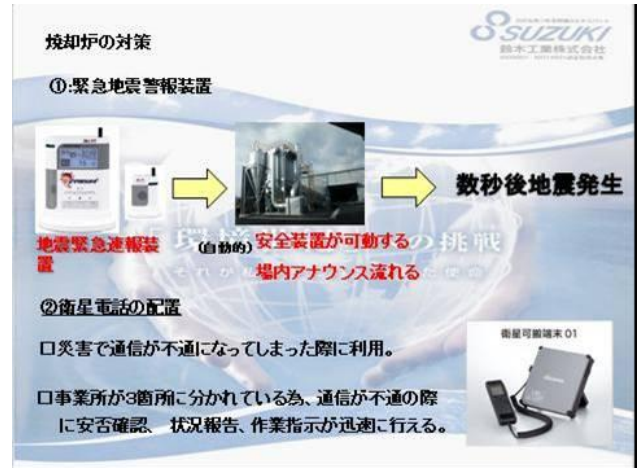 焼却炉の対策
SUZUKI
鈴木工業株式会社
①:緊急地震警報装置
数秒後地震発生
地震緊急速報装
置
(自動的)
安全装置が可動する
場内アナウンス流れる
の挑戦
②衛星電話の配置
衛星可搬端末 01
□災害で通信が不通になってしまった際に利用。
□事業所が3箇所に分かれている為、通信が不通の際
に安否確認、 状況報告、作業指示が迅速に行える。